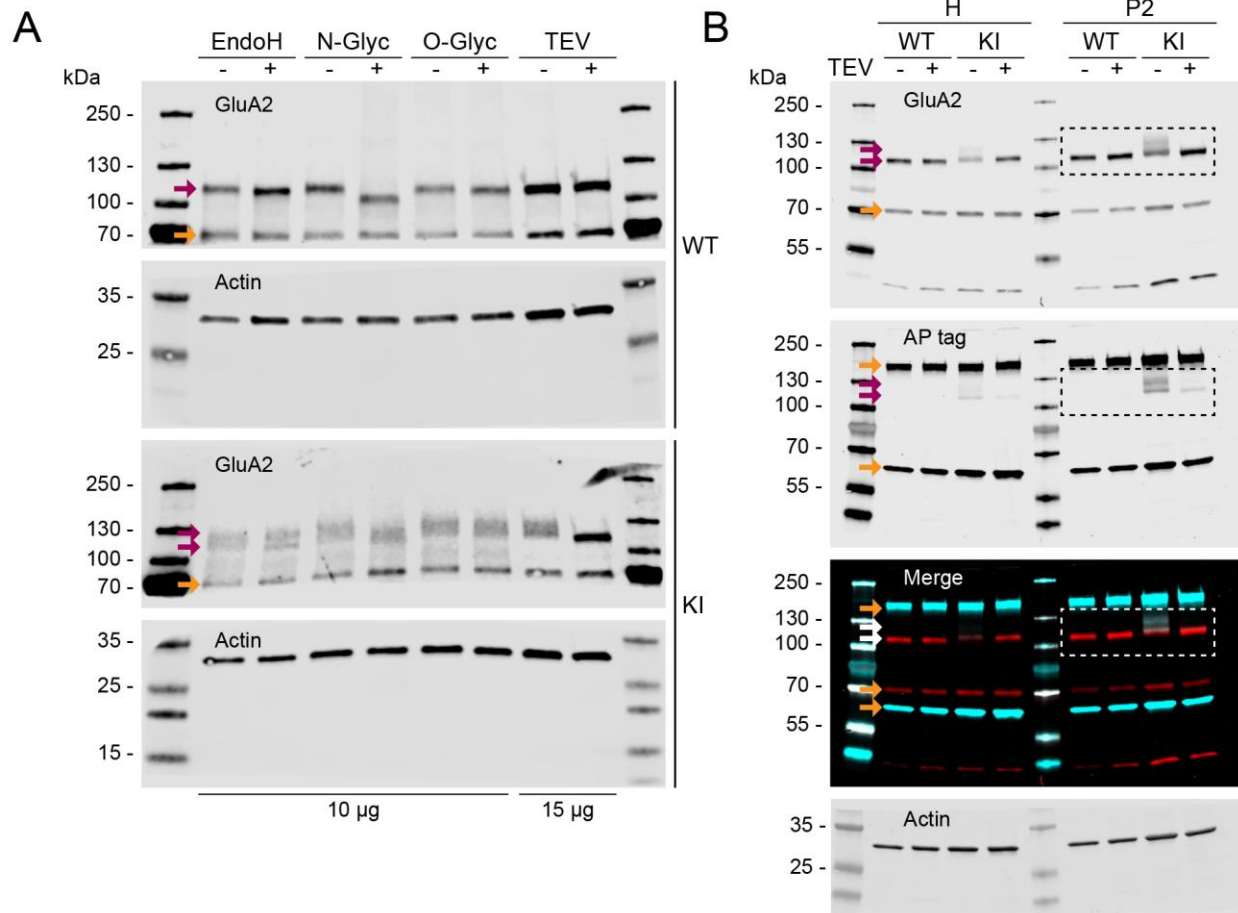 A
EndoH N-Glyc O-Glyc TEV
kDa - + - + - + - +
GluA2
250 -
130 -
100 -
70 -
WT
Actin
35 -
25 -
GluA2
250 -
130 -
100 -
70 -
KI
Actin
35 -
25 -
15 -
10 µg 15 µg
B
H P2
WT KI WT KI
kDa TEV - + - + - + - +
GluA2
250 -
130 -
100 -
70 -
55 -
AP tag
250 -
130 -
100 -
70 -
55 -
Merge
250 -
130 -
100 -
70 -
55 -
Actin
35 -
25 -